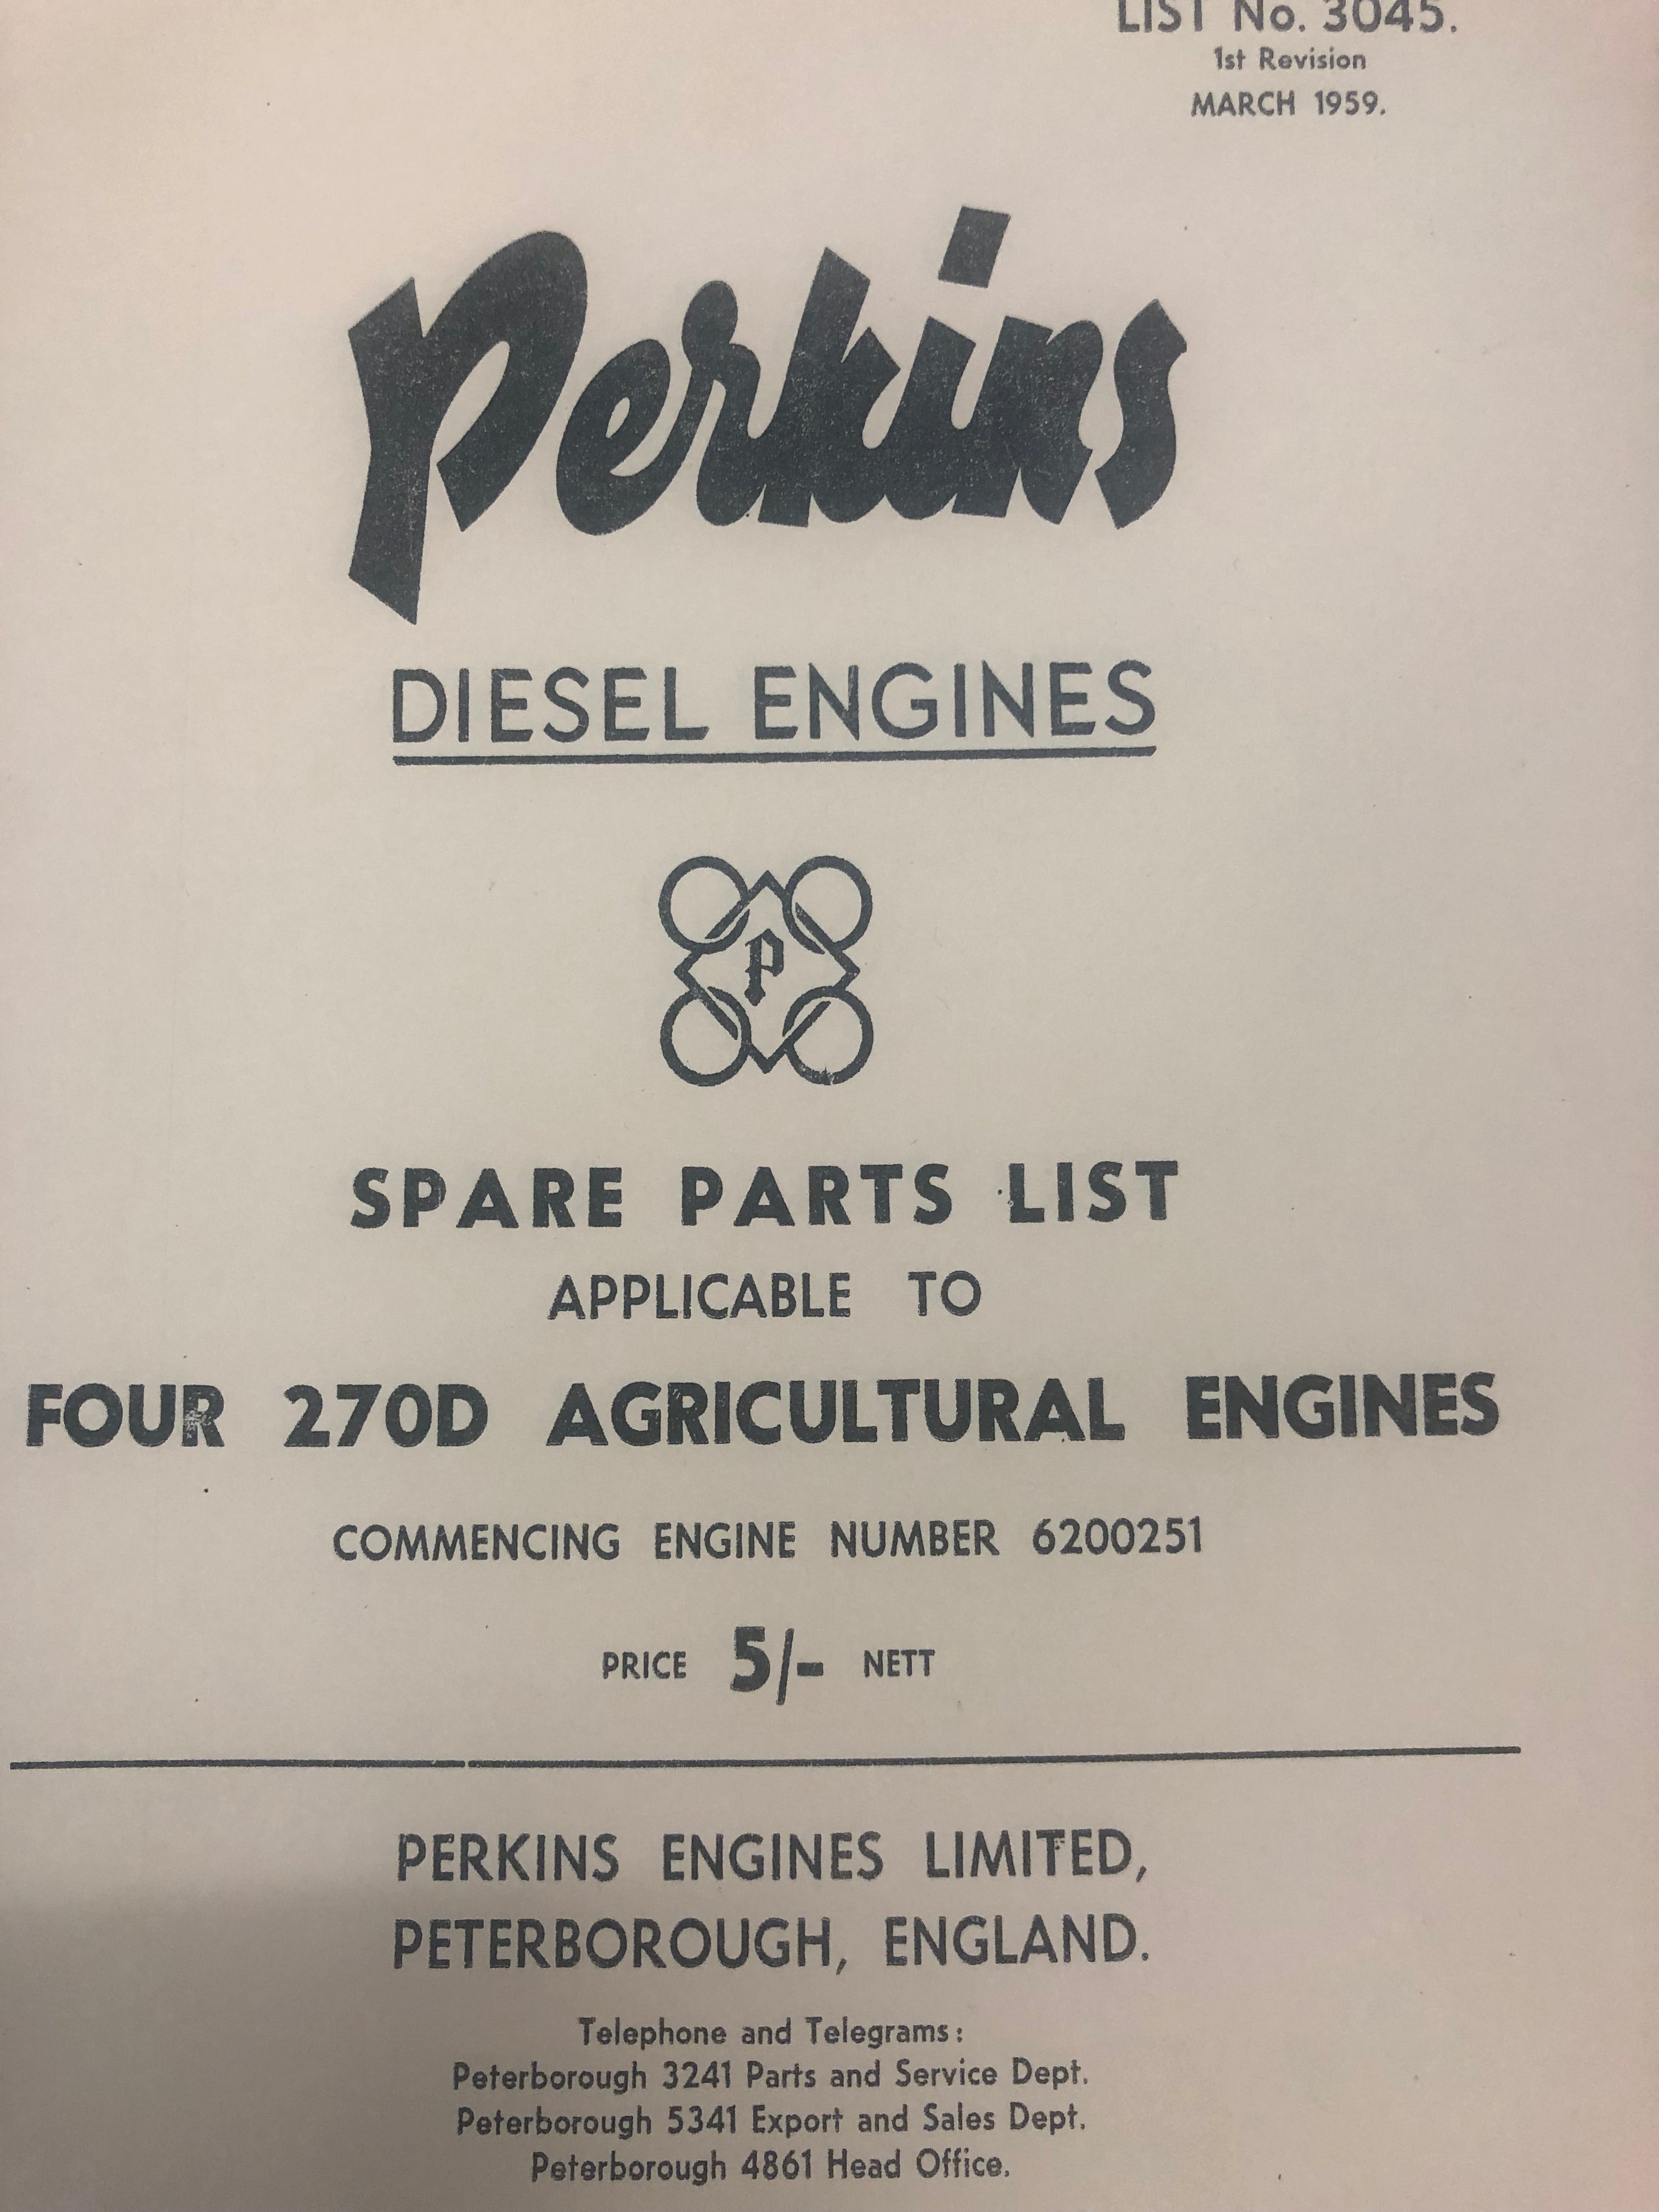 LIST No. 3045.
1st Revision
MARCH 1959.
Perkins
DIESEL ENGINES
P
SPARE PARTS LIST
APPLICABLE TO
FOUR 270D AGRICULTURAL ENGINES
COMMENCING ENGINE NUMBER 6200251
PRICE 5/- NETT
PERKINS ENGINES LIMITED,
PETERBOROUGH, ENGLAND.
Telephone and Telegrams:
Peterborough 3241 Parts and Service Dept.
Peterborough 5341 Export and Sales Dept.
Peterborough 4861 Head Office.